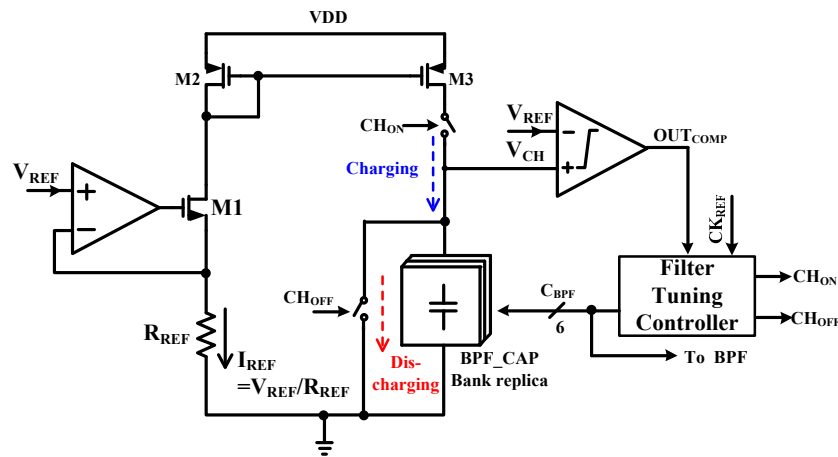 VDD
M2
M3
CHON
VREF
VCH
OUTCOMP
Charging
VREF
M1
CKREF
Filter
Tuning
Controller
CHON
CHOFF
CHOFF
CBPF
6
RREF
IREF
=VREF/RREF
Dis-
charging
BPF_CAP
Bank replica
To BPF
+
−
−
+